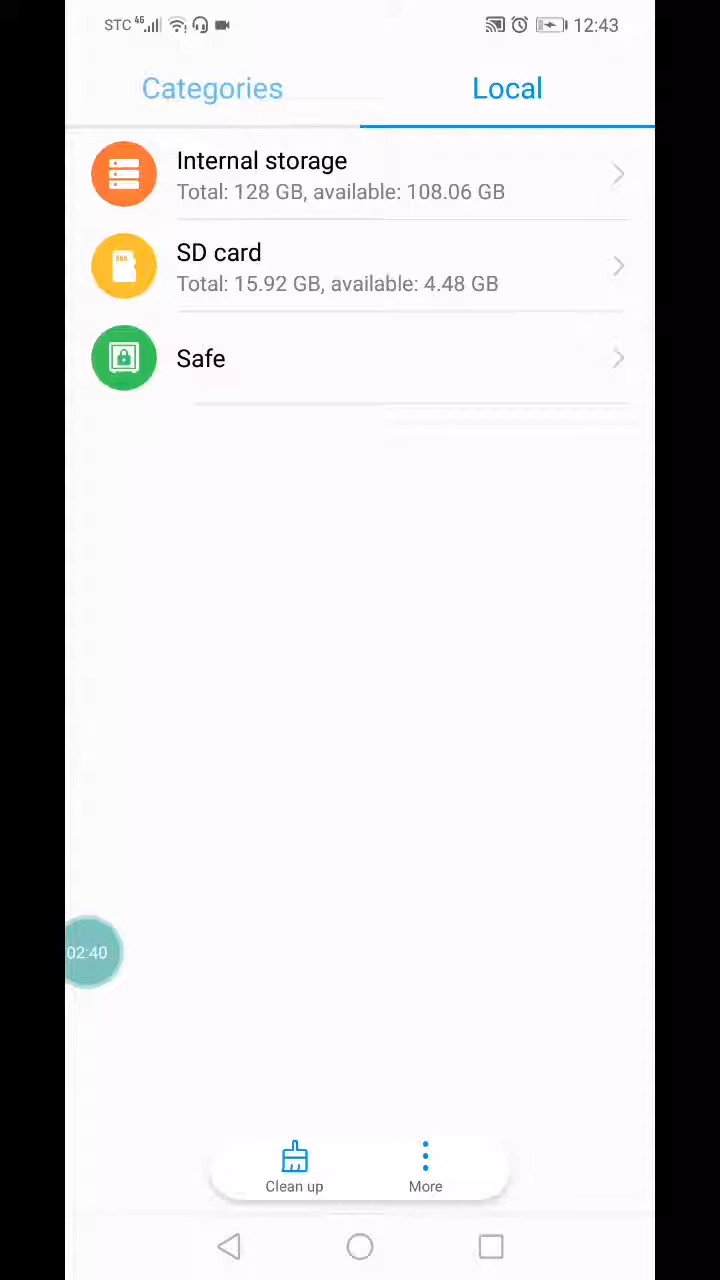 STC 4G 12:43
Categories Local
Internal storage
Total: 128 GB, available: 108.06 GB
SD card
Total: 15.92 GB, available: 4.48 GB
Safe
02:40
Clean up More